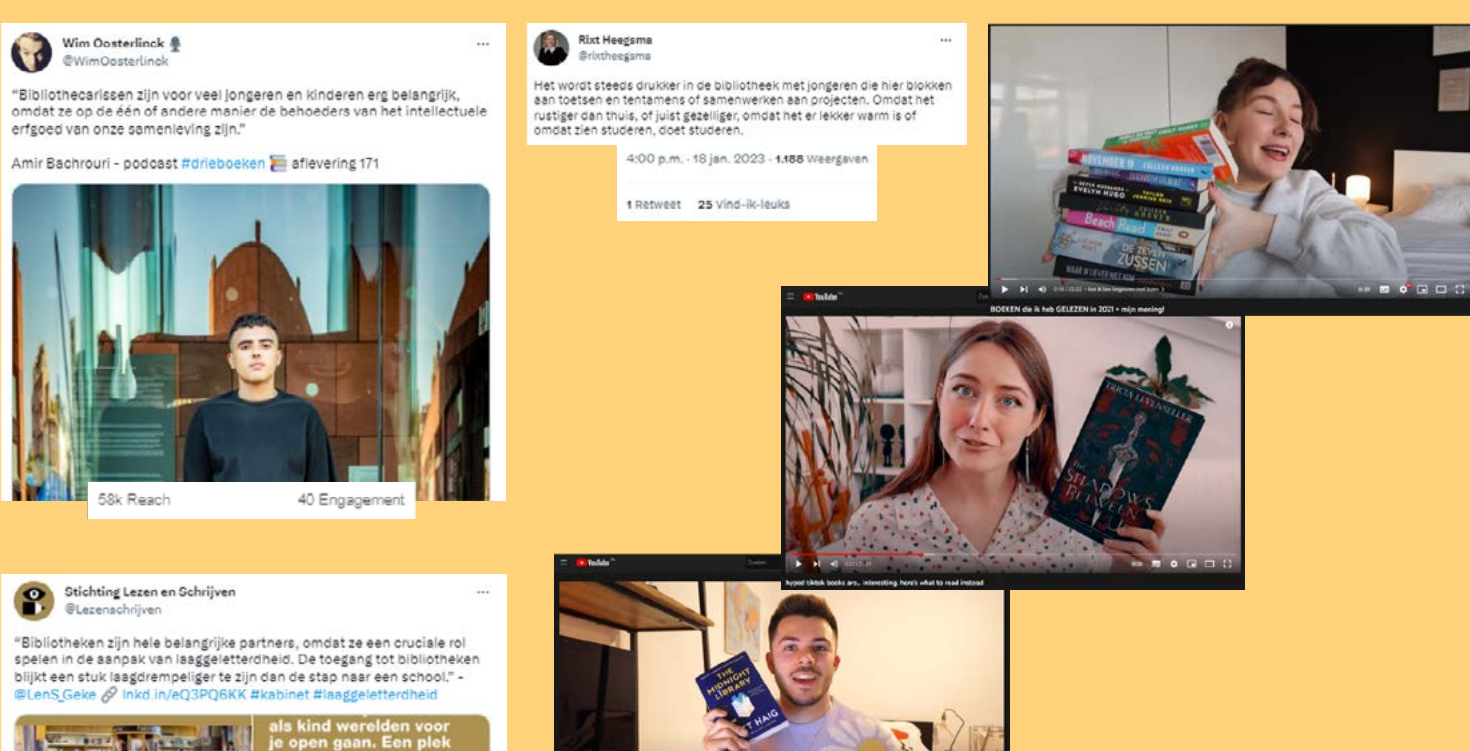 Wim Oosterlinck
@WimOosterlinck
“Bibliothecarissen zijn voor veel jongeren en kinderen erg belangrijk,
omdat ze op de één of andere manier de behoeders van het intellectuele
erfgoed van onze samenleving zijn.”
Amir Bachrouri - podcast #drieboeken aflevering 171
58k Reach 40 Engagement
Rixt Heegsma
@rixtheegsma
Het wordt steeds drukker in de bibliotheek met jongeren die hier blokken
aan toetsen en tentamens of samenwerken aan projecten. Omdat het
rustiger dan thuis, of juist gezelliger, omdat het er lekker warm is of
omdat zien studeren, doet studeren.
4:00 p.m. · 18 jan. 2023 · 1.188 Weergaven
1 Retweet 25 Vind-ik-leuks
NOVEMBER 9 COLLEEN HOOVER
EVELYN HUGO TAYLOR JENKINS REID
Beach Read
DE ZEVEN
ZUSSEN
BOEKEN die ik heb GELEZEN in 2021 • mijn mening!
YouTube
TRICIA LEVENSELLER
THE
SHADOWS
BETWEEN
US
hyped tiktok books are.. interesting. here's what to read instead
YouTube
Zoeken
THE
MIDNIGHT
LIBRARY
MATT HAIG
Stichting Lezen en Schrijven
@Lezenschrijven
“Bibliotheken zijn hele belangrijke partners, omdat ze een cruciale rol
spelen in de aanpak van laaggeletterdheid. De toegang tot bibliotheken
blijkt een stuk laagdrempeliger te zijn dan de stap naar een school.” -
@LenS_Geke lnkd.in/eQ3PQ6KK #kabinet #laaggeletterdheid
als kind werelden voor
je open gaan. Een plek